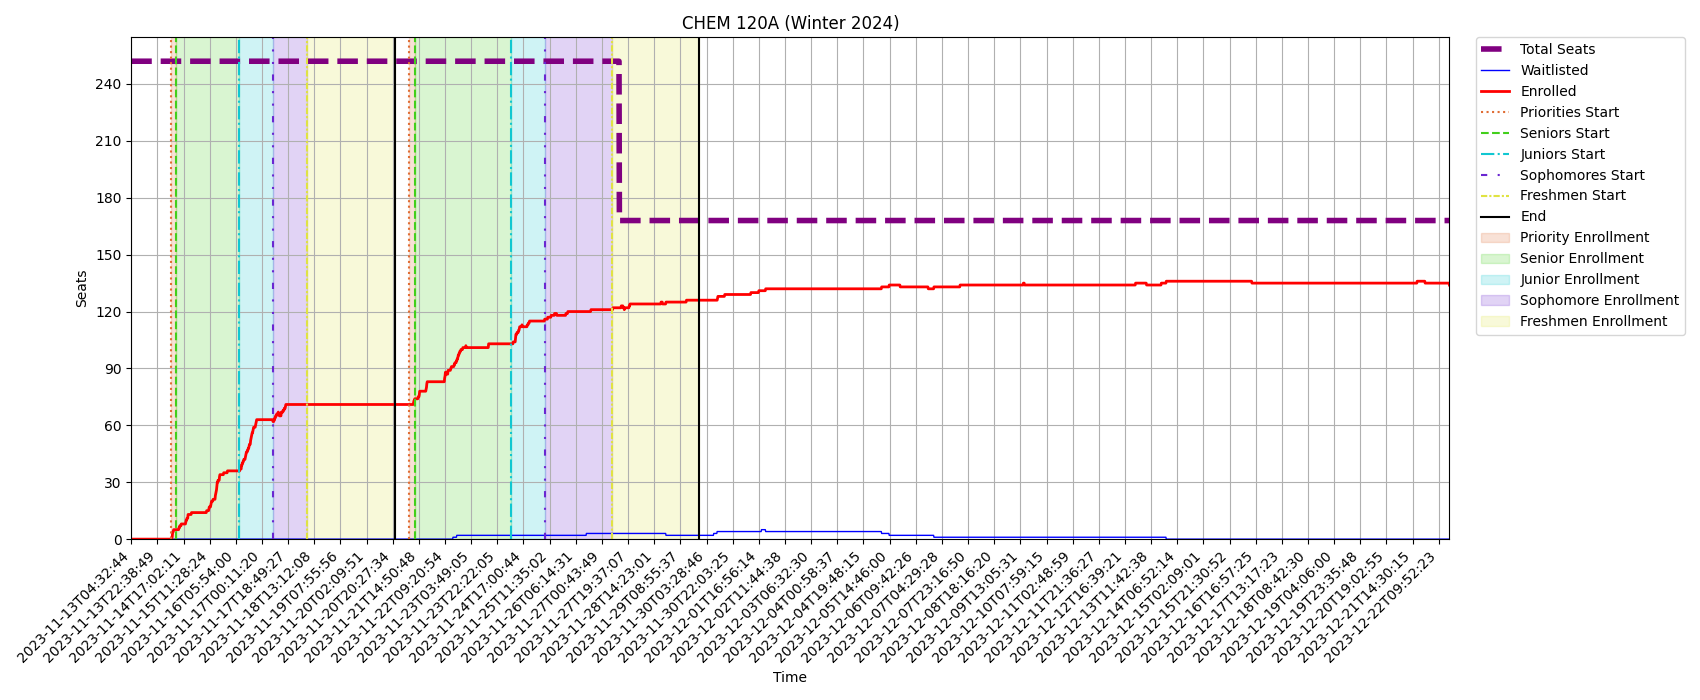 CHEM 120A (Winter 2024)
Seats
240
210
180
150
120
90
60
30
0
2023-11-13T04:32:44
2023-11-13T22:38:49
2023-11-14T17:02:11
2023-11-15T11:28:24
2023-11-16T05:54:00
2023-11-17T00:11:20
2023-11-17T18:49:27
2023-11-18T13:12:08
2023-11-19T07:55:56
2023-11-20T02:09:51
2023-11-20T20:27:34
2023-11-21T14:50:48
2023-11-22T09:20:54
2023-11-23T03:49:05
2023-11-23T22:22:05
2023-11-24T17:00:44
2023-11-25T11:35:02
2023-11-26T06:14:31
2023-11-27T00:43:49
2023-11-27T19:37:07
2023-11-28T14:23:01
2023-11-29T08:55:37
2023-11-30T03:28:46
2023-11-30T22:03:25
2023-12-01T16:56:14
2023-12-02T11:44:38
2023-12-03T06:32:30
2023-12-04T00:58:37
2023-12-04T19:48:15
2023-12-05T14:46:00
2023-12-06T09:42:26
2023-12-07T04:29:28
2023-12-07T23:16:50
2023-12-08T18:16:20
2023-12-09T13:05:31
2023-12-10T07:59:15
2023-12-11T02:48:59
2023-12-11T21:36:27
2023-12-12T16:39:21
2023-12-13T11:42:38
2023-12-14T06:52:14
2023-12-15T02:09:01
2023-12-15T21:30:52
2023-12-16T16:57:25
2023-12-17T13:17:23
2023-12-18T08:42:30
2023-12-19T04:06:00
2023-12-19T23:35:48
2023-12-20T19:02:55
2023-12-21T14:30:15
2023-12-22T09:52:23
Time
Total Seats
Waitlisted
Enrolled
Priorities Start
Seniors Start
Juniors Start
Sophomores Start
Freshmen Start
End
Priority Enrollment
Senior Enrollment
Junior Enrollment
Sophomore Enrollment
Freshmen Enrollment